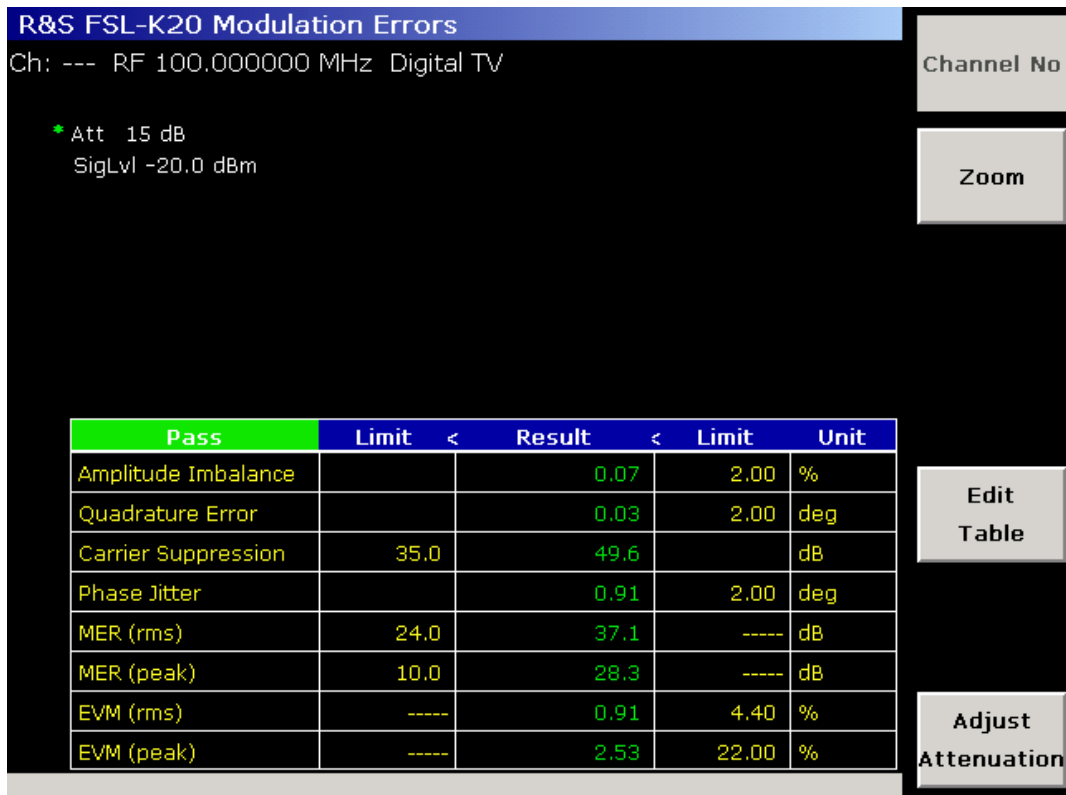 R&S FSL-K20 Modulation Errors
Ch: --- RF 100.000000 MHz Digital TV
* Att 15 dB
SigLvl -20.0 dBm
Pass Limit < Result < Limit Unit
Amplitude Imbalance 0.07 2.00 %
Quadrature Error 0.03 2.00 deg
Carrier Suppression 35.0 49.6 dB
Phase Jitter 0.91 2.00 deg
MER (rms) 24.0 37.1 ----- dB
MER (peak) 10.0 28.3 ----- dB
EVM (rms) ----- 0.91 4.40 %
EVM (peak) ----- 2.53 22.00 %
Channel No
Zoom
Edit
Table
Adjust
Attenuation